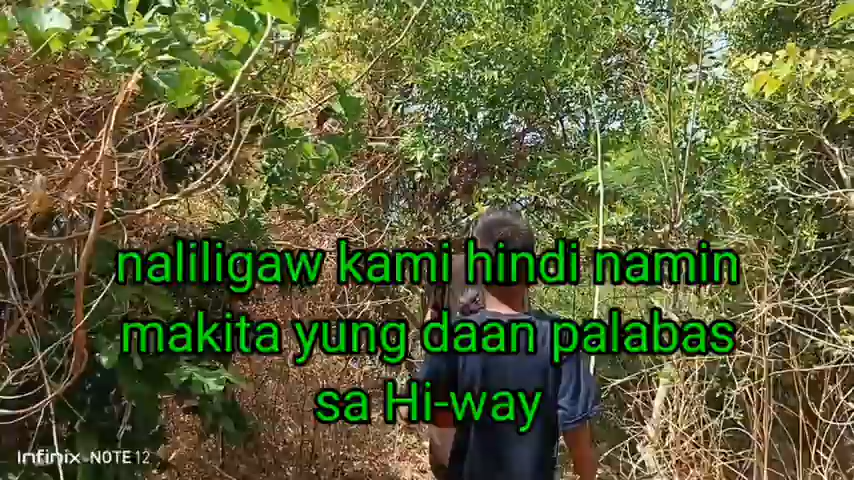 naliligaw kami hindi namin
makita yung daan palabas
sa Hi-way
Infinix NOTE 12